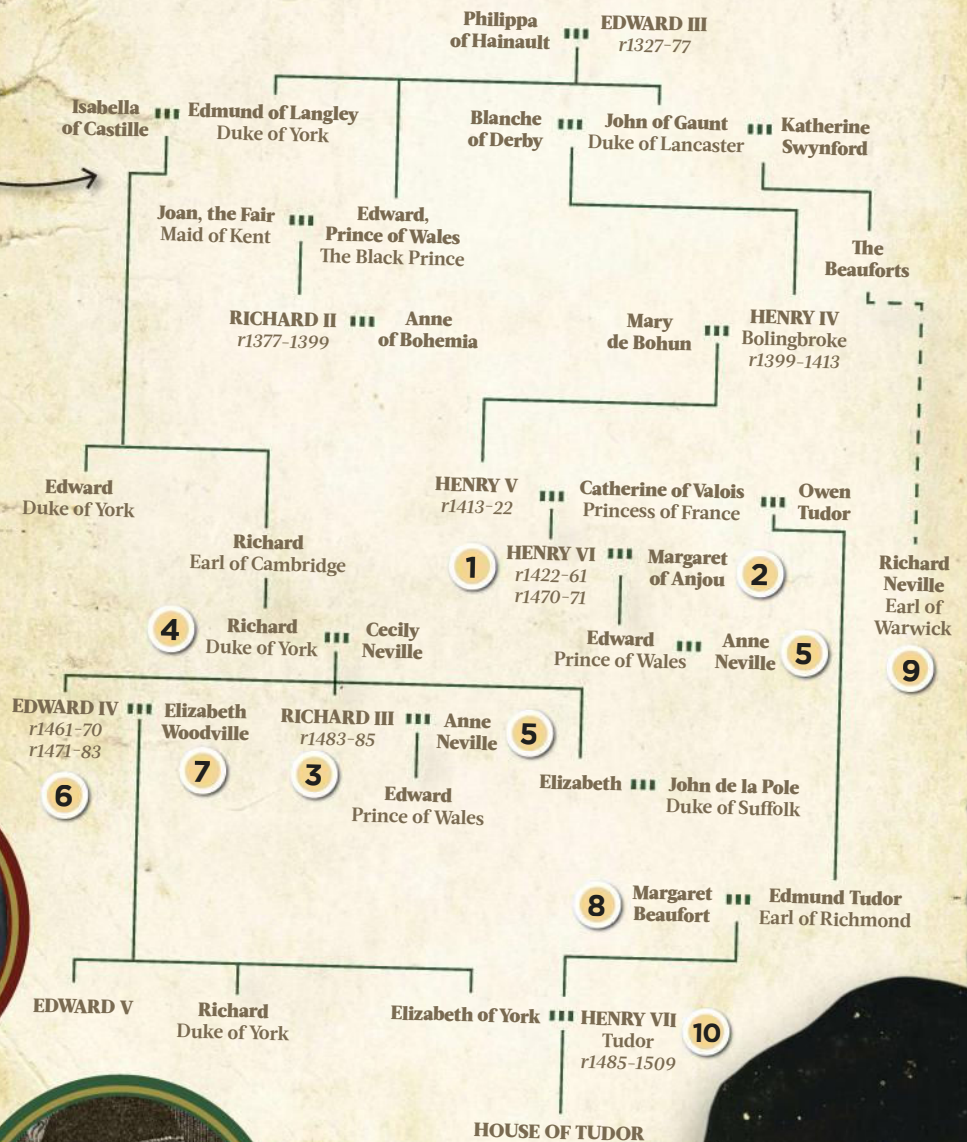 Philippa
of Hainault
EDWARD III
r1327-77
Isabella
of Castille
Edmund of Langley
Duke of York
Blanche
of Derby
John of Gaunt
Duke of Lancaster
Katherine
Swynford
Joan, the Fair
Maid of Kent
Edward,
Prince of Wales
The Black Prince
The
Beauforts
RICHARD II
r1377-1399
Anne
of Bohemia
Mary
de Bohun
HENRY IV
Bolingbroke
r1399-1413
Edward
Duke of York
Richard
Earl of Cambridge
HENRY V
r1413-22
Catherine of Valois
Princess of France
Owen
Tudor
1
HENRY VI
r1422-61
r1470-71
Margaret
of Anjou
2
Richard
Neville
Earl of
Warwick
9
4
Richard
Duke of York
Cecily
Neville
Edward
Prince of Wales
Anne
Neville
5
EDWARD IV
r1461-70
r1471-83
6
Elizabeth
Woodville
7
RICHARD III
r1483-85
3
Anne
Neville
5
Edward
Prince of Wales
Elizabeth
John de la Pole
Duke of Suffolk
8
Margaret
Beaufort
Edmund Tudor
Earl of Richmond
EDWARD V
Richard
Duke of York
Elizabeth of York
HENRY VII
Tudor
r1485-1509
10
HOUSE OF TUDOR